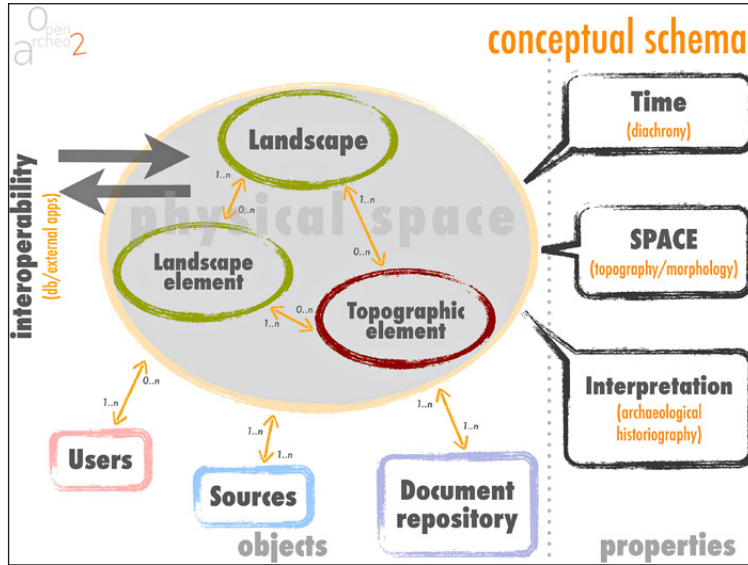 Open
archeo 2
conceptual schema
Time
(diachrony)
Landscape
interoperability
(db/external apps)
1..n
1..n
physical space
0..n
0..n
SPACE
(topography/morphology)
Landscape
element
0..n
1..n
Topographic
element
Interpretation
(archaeological
historiography)
0..n
1..n
1..n
1..n
1..n
1..n
Users
Sources
Document
repository
objects
properties